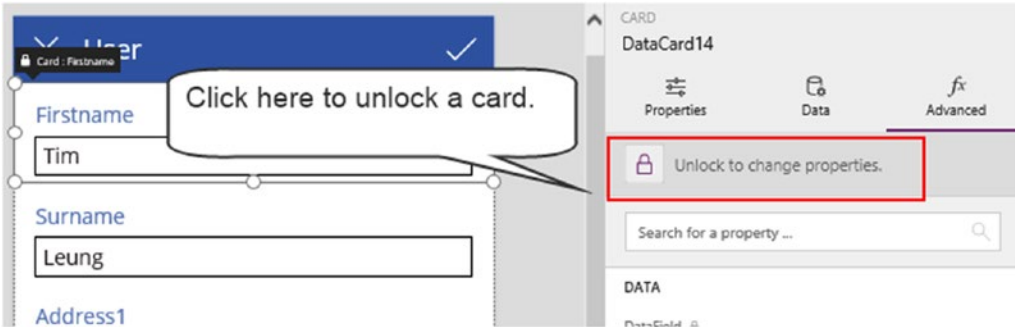 User
Card : Firstname
Firstname
Tim
Surname
Leung
Address1
Click here to unlock a card.
CARD
DataCard14
Properties
Data
fx
Advanced
Unlock to change properties.
Search for a property ...
DATA
DataField